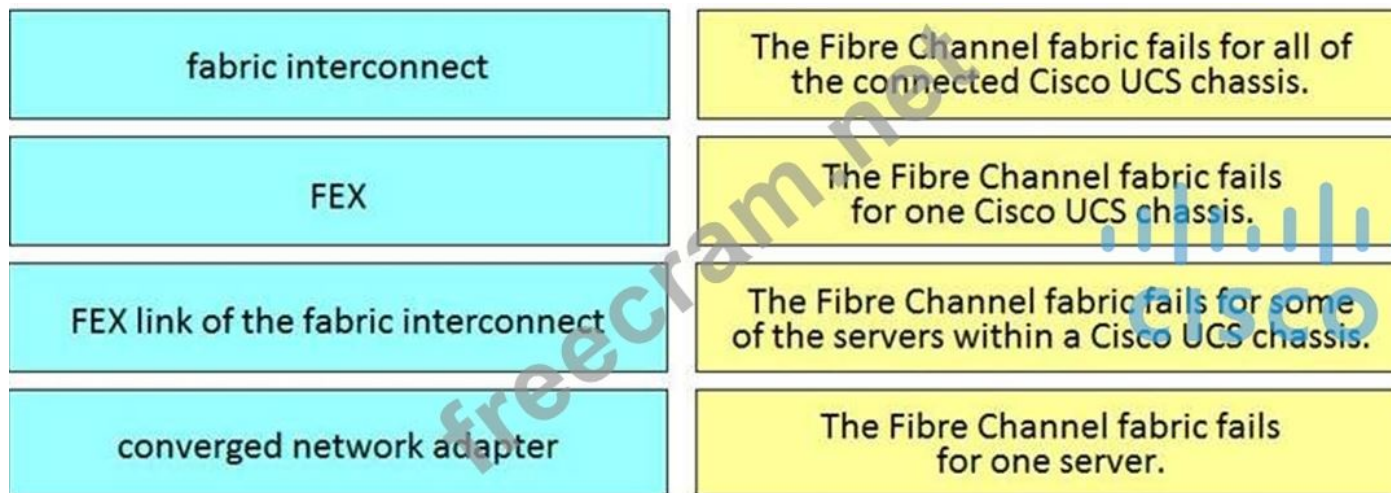 fabric interconnect
The Fibre Channel fabric fails for all of
the connected Cisco UCS chassis.
FEX
The Fibre Channel fabric fails
for one Cisco UCS chassis.
FEX link of the fabric interconnect
The Fibre Channel fabric fails for some
of the servers within a Cisco UCS chassis.
converged network adapter
The Fibre Channel fabric fails
for one server.
freecram.net
cisco